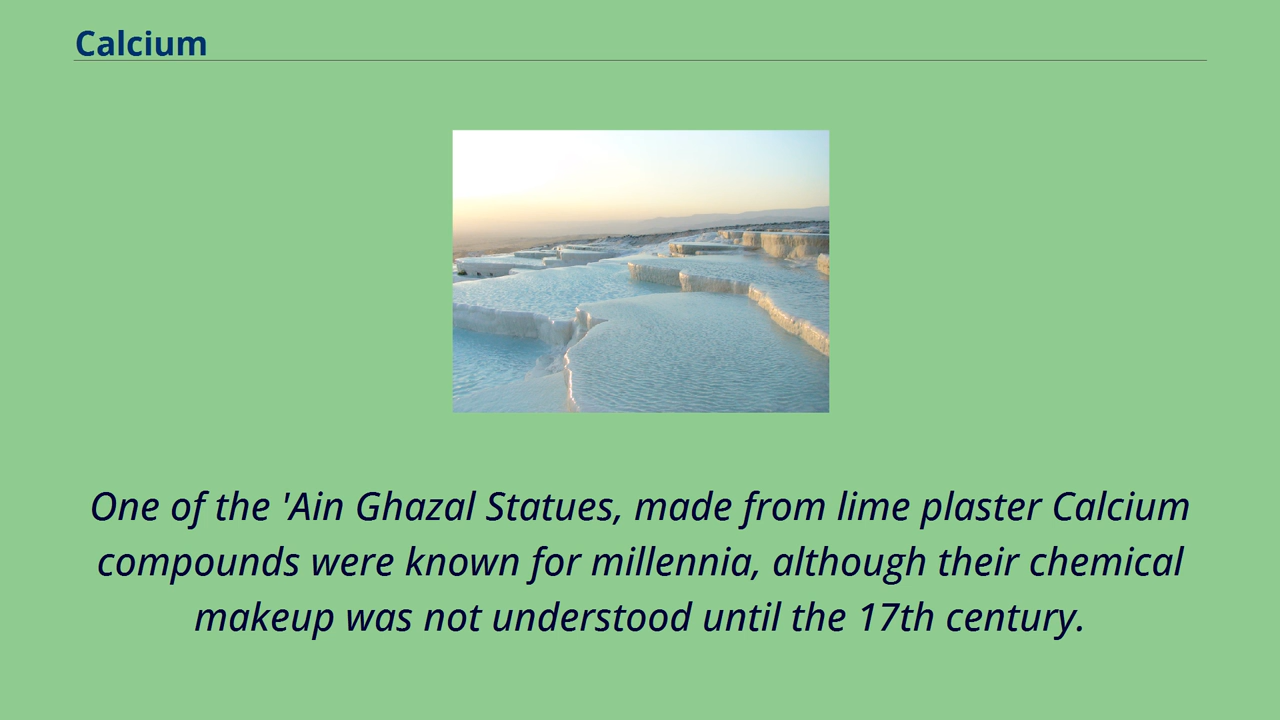 Calcium
One of the 'Ain Ghazal Statues, made from lime plaster Calcium
compounds were known for millennia, although their chemical
makeup was not understood until the 17th century.